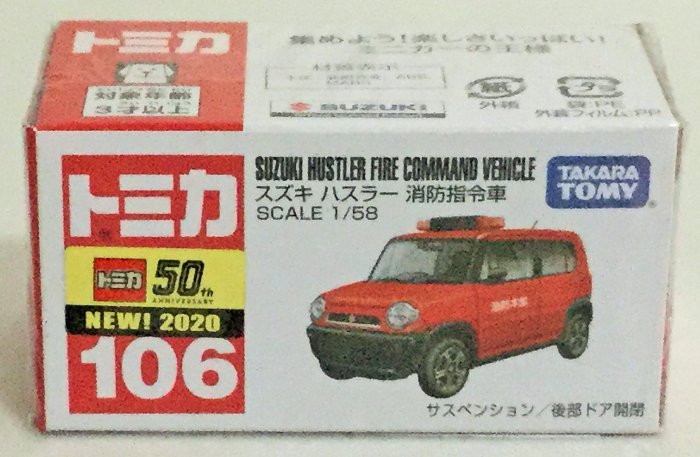 トミカ
集めよう!楽しさいっぱい!
ミニカーの王様
対象年齢
3才以上
材質表示
SUZUKI
外箱
袋:PE
外装フィルム:PP
トミカ
SUZUKI HUSTLER FIRE COMMAND VEHICLE
スズキ ハスラー 消防指令車
SCALE 1/58
TAKARA
TOMY
トミカ 50th
ANNIVERSARY
NEW! 2020
106
サスペンション/後部ドア開閉